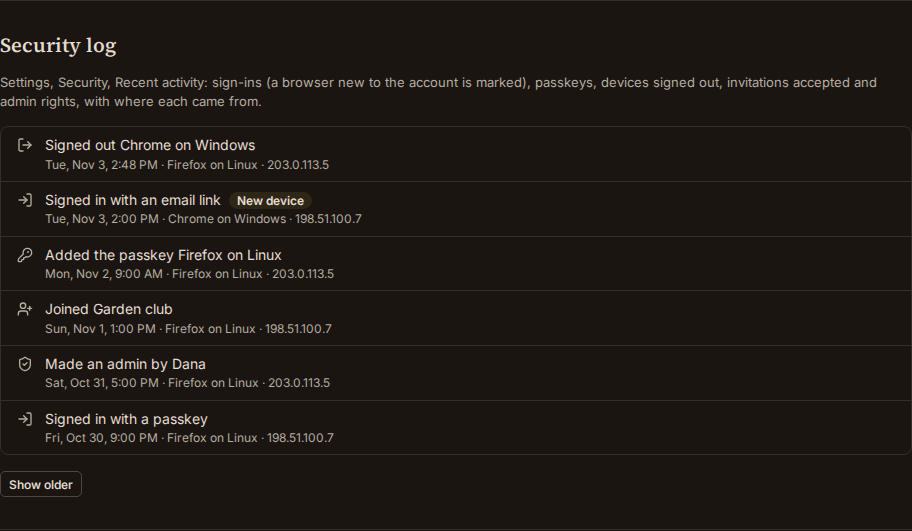 Security log
Settings, Security, Recent activity: sign-ins (a browser new to the account is marked), passkeys, devices signed out, invitations accepted and
admin rights, with where each came from.
Signed out Chrome on Windows
Tue, Nov 3, 2:48 PM · Firefox on Linux · 203.0.113.5
Signed in with an email link New device
Tue, Nov 3, 2:00 PM · Chrome on Windows · 198.51.100.7
Added the passkey Firefox on Linux
Mon, Nov 2, 9:00 AM · Firefox on Linux · 203.0.113.5
Joined Garden club
Sun, Nov 1, 1:00 PM · Firefox on Linux · 198.51.100.7
Made an admin by Dana
Sat, Oct 31, 5:00 PM · Firefox on Linux · 203.0.113.5
Signed in with a passkey
Fri, Oct 30, 9:00 PM · Firefox on Linux · 198.51.100.7
Show older